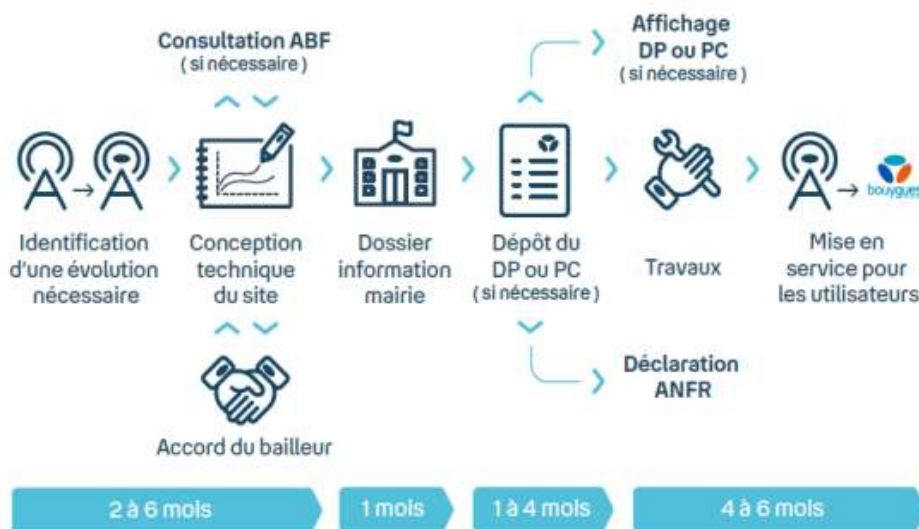 Consultation ABF
( si nécessaire )
Affichage
DP ou PC
( si nécessaire )
bouygues
Identification
d'une évolution
nécessaire
Conception
technique
du site
Dossier
information
mairie
Dépôt du
DP ou PC
( si nécessaire )
Travaux
Mise en
service pour
les utilisateurs
Accord du bailleur
Déclaration
ANFR
2 à 6 mois
1 mois
1 à 4 mois
4 à 6 mois